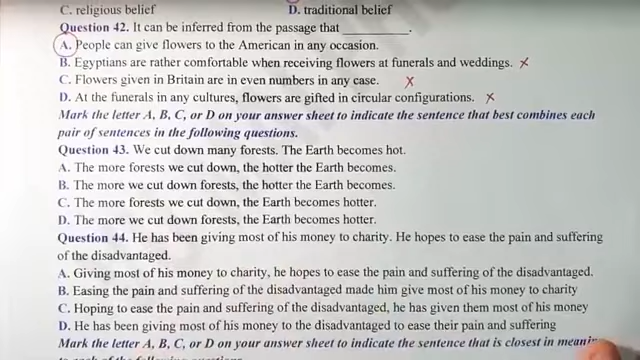 C. religious belief D. traditional belief
Question 42. It can be inferred from the passage that __________.
A. People can give flowers to the American in any occasion.
B. Egyptians are rather comfortable when receiving flowers at funerals and weddings.
C. Flowers given in Britain are in even numbers in any case.
D. At the funerals in any cultures, flowers are gifted in circular configurations.
Mark the letter A, B, C, or D on your answer sheet to indicate the sentence that best combines each
pair of sentences in the following questions.
Question 43. We cut down many forests. The Earth becomes hot.
A. The more forests we cut down, the hotter the Earth becomes.
B. The more we cut down forests, the hotter the Earth becomes.
C. The more forests we cut down, the Earth becomes hotter.
D. The more we cut down forests, the Earth becomes hotter.
Question 44. He has been giving most of his money to charity. He hopes to ease the pain and suffering
of the disadvantaged.
A. Giving most of his money to charity, he hopes to ease the pain and suffering of the disadvantaged.
B. Easing the pain and suffering of the disadvantaged made him give most of his money to charity
C. Hoping to ease the pain and suffering of the disadvantaged, he has given them most of his money
D. He has been giving most of his money to the disadvantaged to ease their pain and suffering
Mark the letter A, B, C, or D on your answer sheet to indicate the sentence that is closest in